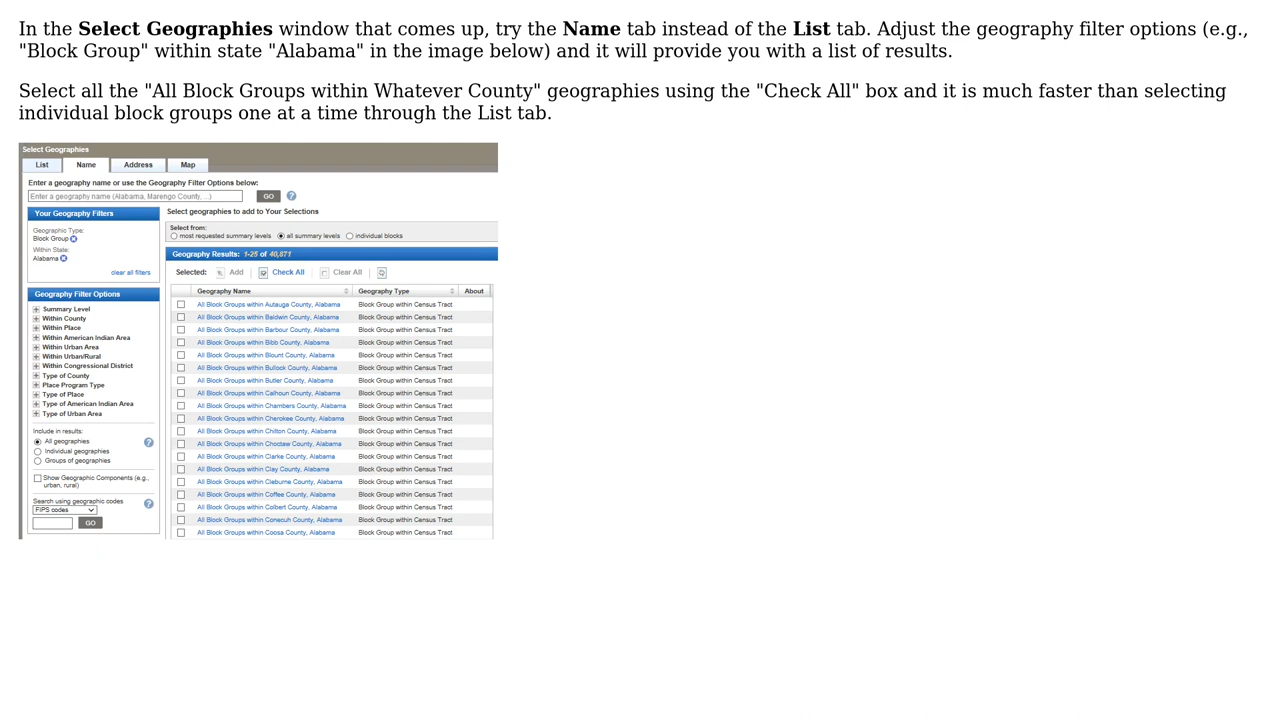 In the Select Geographies window that comes up, try the Name tab instead of the List tab. Adjust the geography filter options (e.g.,
"Block Group" within state "Alabama" in the image below) and it will provide you with a list of results.
Select all the "All Block Groups within Whatever County" geographies using the "Check All" box and it is much faster than selecting
individual block groups one at a time through the List tab.
Select Geographies
List Name Address Map
Enter a geography name or use the Geography Filter Options below:
Enter a geography name (Alabama, Marengo County, ...) GO ?
Your Geography Filters
Geographic Type:
Block Group
Within State:
Alabama
clear all filters
Geography Filter Options
Summary Level
Within County
Within Place
Within American Indian Area
Within Urban Area
Within Urban/Rural
Within Congressional District
Type of County
Place Program Type
Type of Place
Type of American Indian Area
Type of Urban Area
Include in results:
All geographies ?
Individual geographies
Groups of geographies
Show Geographic Components (e.g.,
urban, rural)
Search using geographic codes ?
FIPS codes
GO
Select geographies to add to Your Selections
Select from:
most requested summary levels all summary levels individual blocks
Geography Results: 1-25 of 40,871
Selected: Add Check All Clear All
Geography Name Geography Type About
All Block Groups within Autauga County, Alabama Block Group within Census Tract
All Block Groups within Baldwin County, Alabama Block Group within Census Tract
All Block Groups within Barbour County, Alabama Block Group within Census Tract
All Block Groups within Bibb County, Alabama Block Group within Census Tract
All Block Groups within Blount County, Alabama Block Group within Census Tract
All Block Groups within Bullock County, Alabama Block Group within Census Tract
All Block Groups within Butler County, Alabama Block Group within Census Tract
All Block Groups within Calhoun County, Alabama Block Group within Census Tract
All Block Groups within Chambers County, Alabama Block Group within Census Tract
All Block Groups within Cherokee County, Alabama Block Group within Census Tract
All Block Groups within Chilton County, Alabama Block Group within Census Tract
All Block Groups within Choctaw County, Alabama Block Group within Census Tract
All Block Groups within Clarke County, Alabama Block Group within Census Tract
All Block Groups within Clay County, Alabama Block Group within Census Tract
All Block Groups within Cleburne County, Alabama Block Group within Census Tract
All Block Groups within Coffee County, Alabama Block Group within Census Tract
All Block Groups within Colbert County, Alabama Block Group within Census Tract
All Block Groups within Conecuh County, Alabama Block Group within Census Tract
All Block Groups within Coosa County, Alabama Block Group within Census Tract